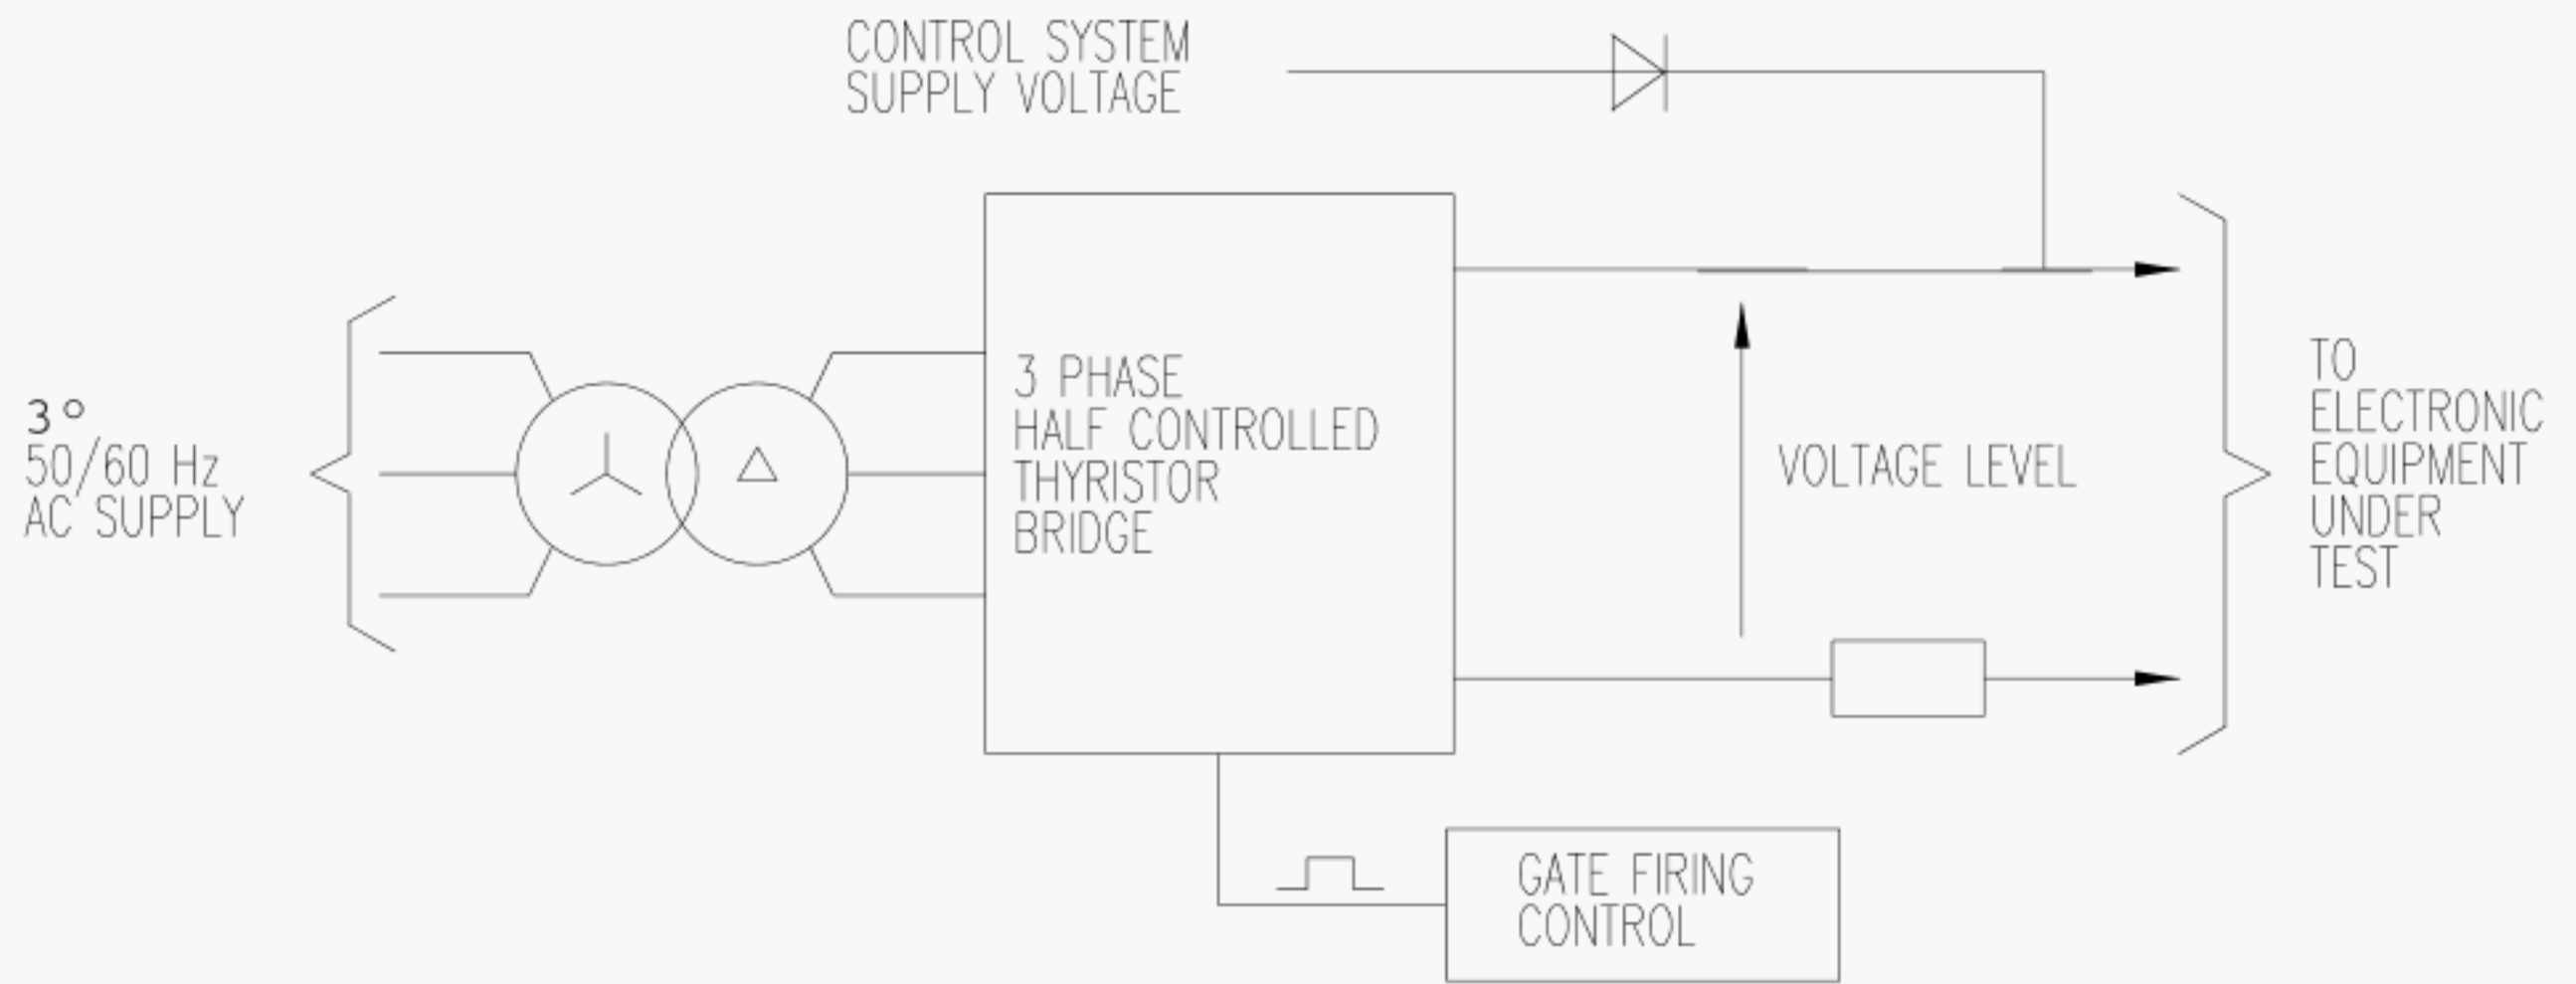 CONTROL SYSTEM
SUPPLY VOLTAGE
3°
50/60 Hz
AC SUPPLY
3 PHASE
HALF CONTROLLED
THYRISTOR
BRIDGE
VOLTAGE LEVEL
TO
ELECTRONIC
EQUIPMENT
UNDER
TEST
GATE FIRING
CONTROL